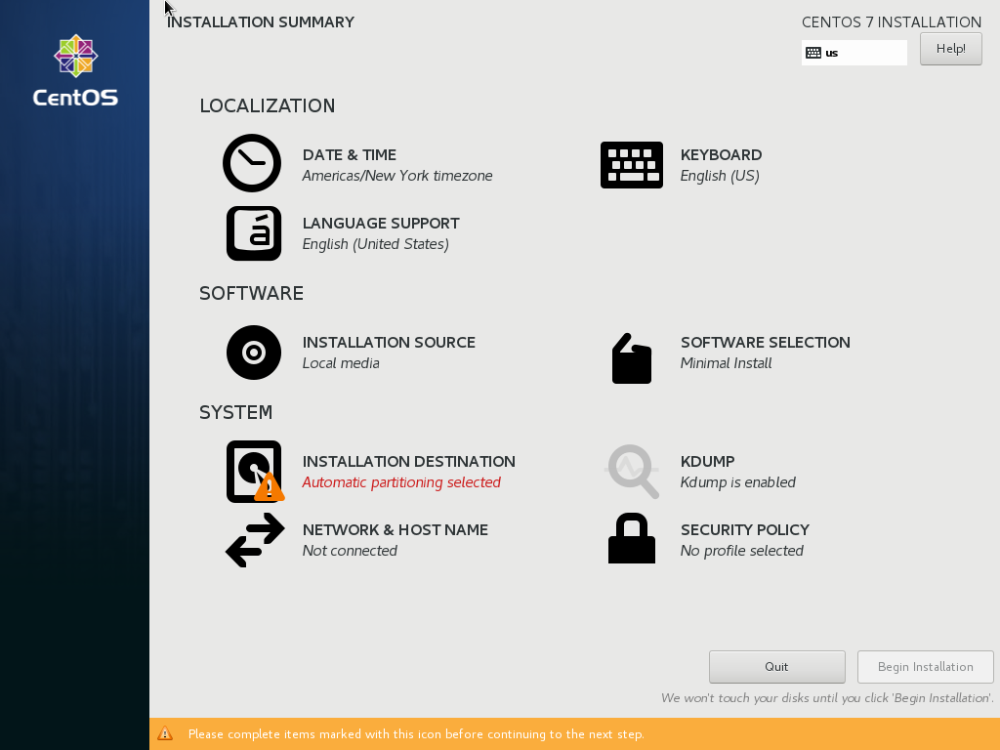 INSTALLATION SUMMARY
CENTOS 7 INSTALLATION
us
Help!
CentOS
LOCALIZATION
DATE & TIME
Americas/New York timezone
KEYBOARD
English (US)
á
LANGUAGE SUPPORT
English (United States)
SOFTWARE
INSTALLATION SOURCE
Local media
SOFTWARE SELECTION
Minimal Install
SYSTEM
INSTALLATION DESTINATION
Automatic partitioning selected
KDUMP
Kdump is enabled
NETWORK & HOST NAME
Not connected
SECURITY POLICY
No profile selected
Quit
Begin Installation
We won't touch your disks until you click 'Begin Installation'.
Please complete items marked with this icon before continuing to the next step.